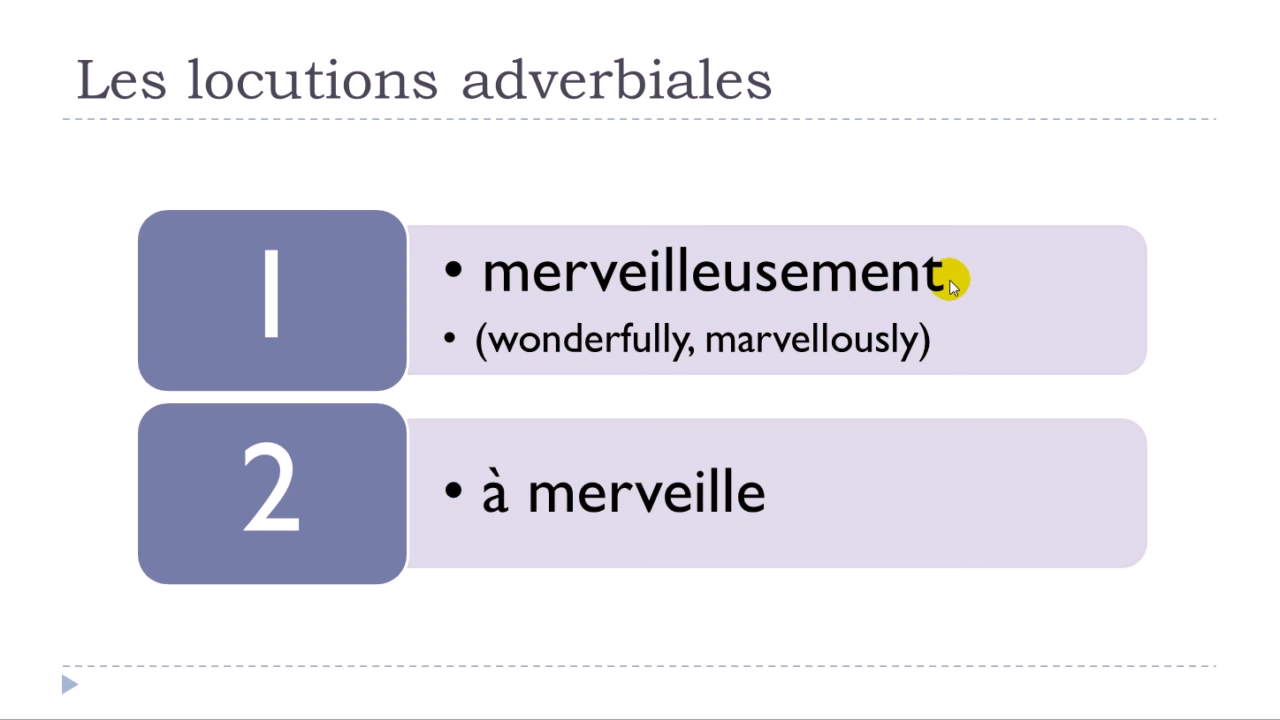 Les locutions adverbiales
1
• merveilleusement
• (wonderfully, marvellously)
2
• à merveille